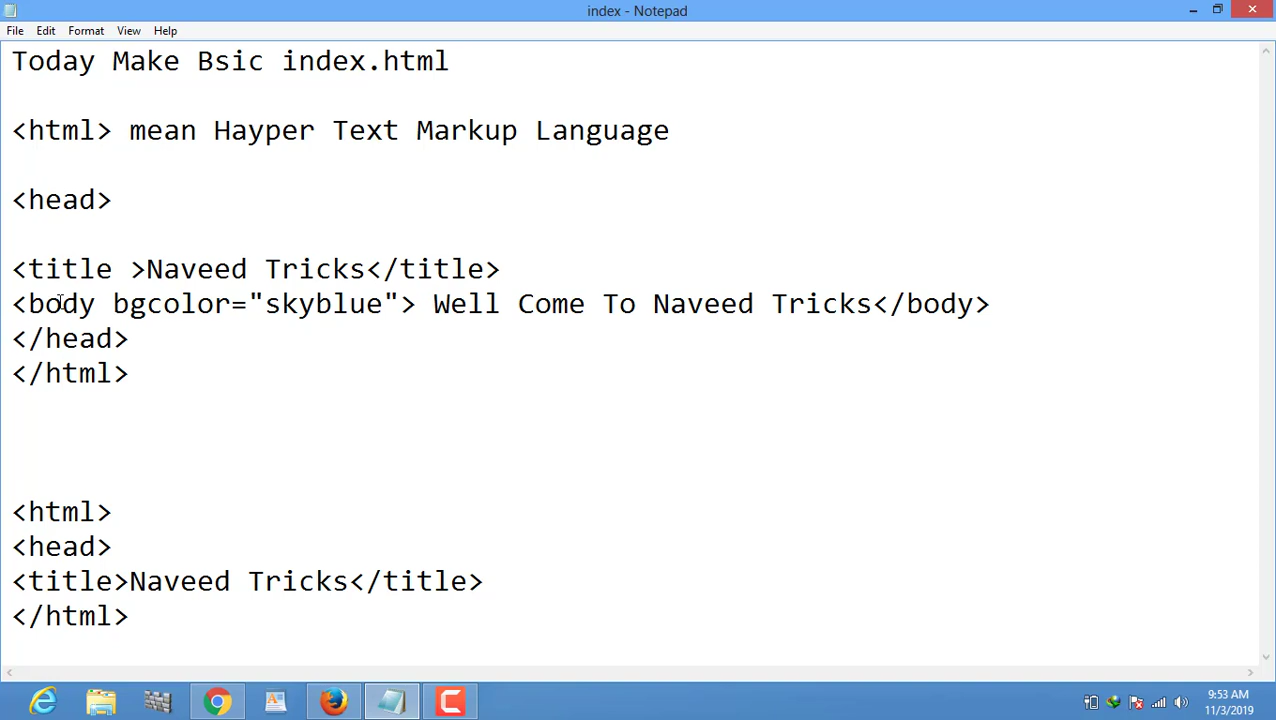 index - Notepad
File Edit Format View Help
Today Make Bsic index.html
<html> mean Hayper Text Markup Language
<head>
<title >Naveed Tricks</title>
<body bgcolor="skyblue"> Well Come To Naveed Tricks</body>
</head>
</html>
<html>
<head>
<title>Naveed Tricks</title>
</html>
9:53 AM
11/3/2019